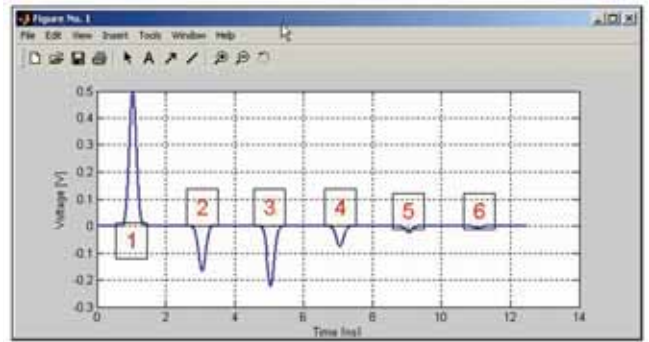 Figure No. 1
File Edit View Insert Tools Window Help
A
0.5
0.4
0.3
0.2
0.1
0
-0.1
-0.2
-0.3
Voltage [V]
1
2
3
4
5
6
0 2 4 6 8 10 12 14
Time [ns]